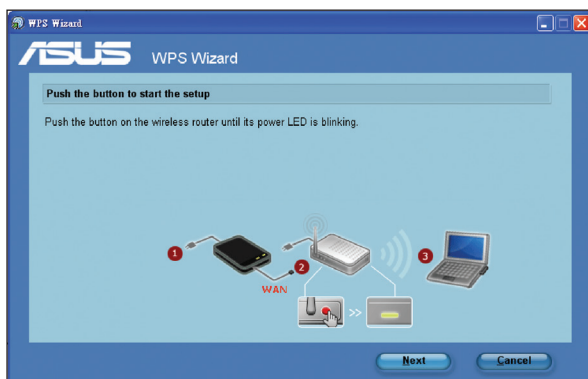 WPS Wizard
ASUS WPS Wizard
Push the button to start the setup
Push the button on the wireless router until its power LED is blinking.
1
2
3
WAN
>>
Next Cancel